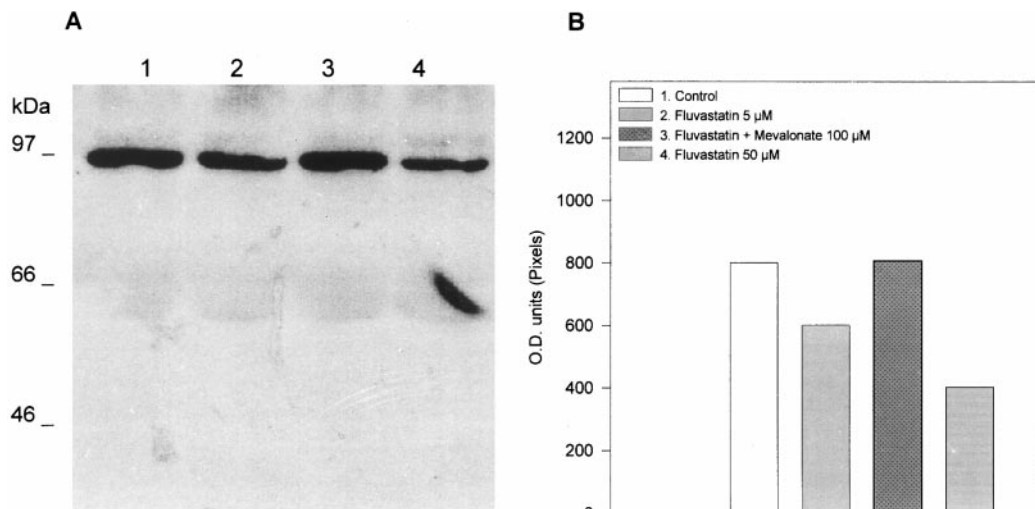 A
1 2 3 4
kDa
97
66
46
B
1. Control
2. Fluvastatin 5 µM
3. Fluvastatin + Mevalonate 100 µM
4. Fluvastatin 50 µM
O.D. units (Pixels)
1200
1000
800
600
400
200